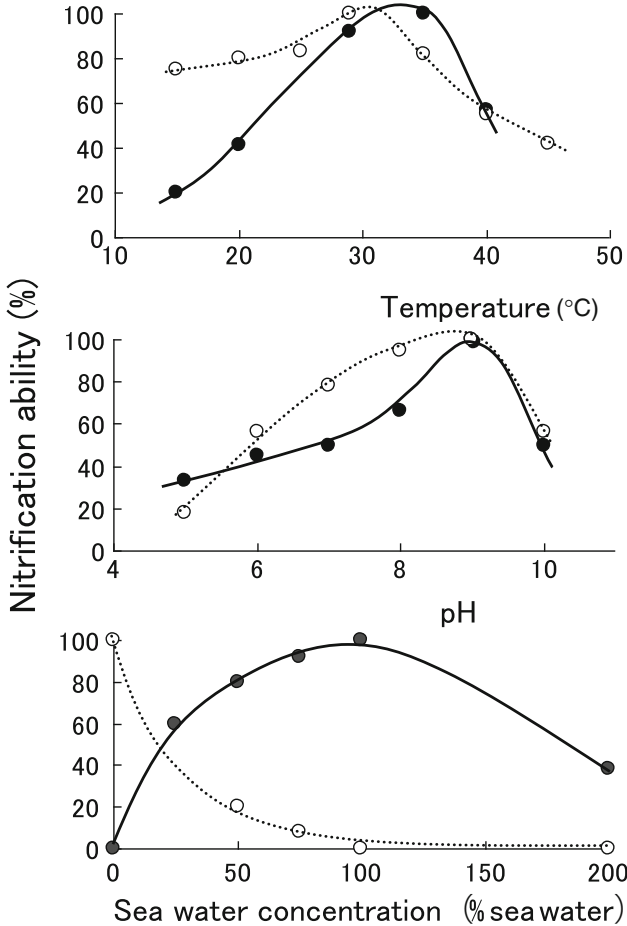 100
80
60
40
20
0
10 20 30 40 50
Temperature (°C)
Nitrification ability (%)
100
80
60
40
20
0
4 6 8 10
pH
100
80
60
40
20
0
0 50 100 150 200
Sea water concentration (% sea water)